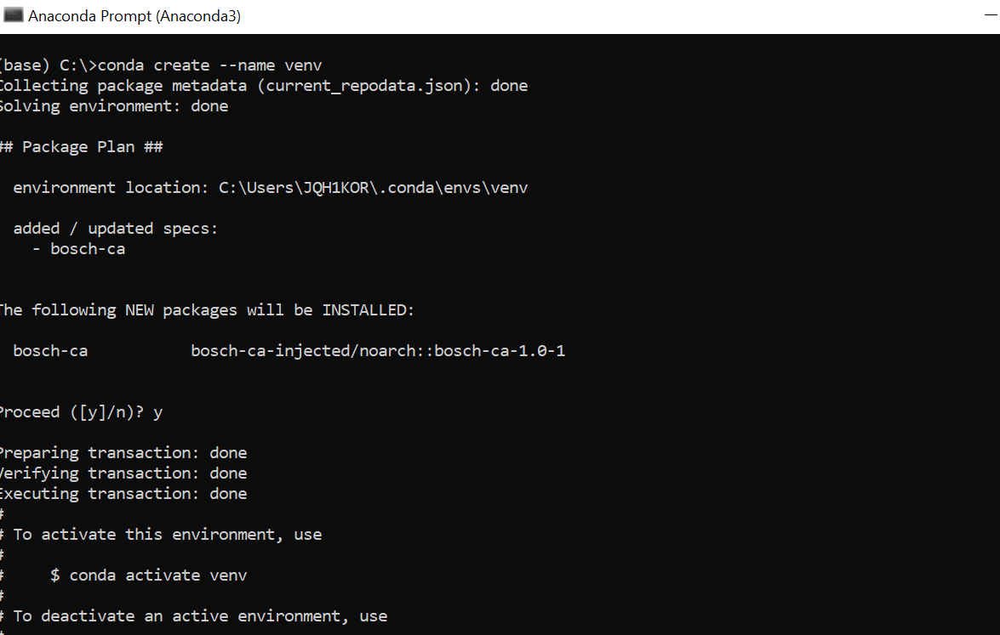 Anaconda Prompt (Anaconda3)
(base) C:\>conda create --name venv
Collecting package metadata (current_repodata.json): done
Solving environment: done
## Package Plan ##
environment location: C:\Users\JQH1KOR\.conda\envs\venv
added / updated specs:
- bosch-ca
The following NEW packages will be INSTALLED:
bosch-ca bosch-ca-injected/noarch::bosch-ca-1.0-1
Proceed ([y]/n)? y
Preparing transaction: done
Verifying transaction: done
Executing transaction: done
#
# To activate this environment, use
#
# $ conda activate venv
#
# To deactivate an active environment, use
#